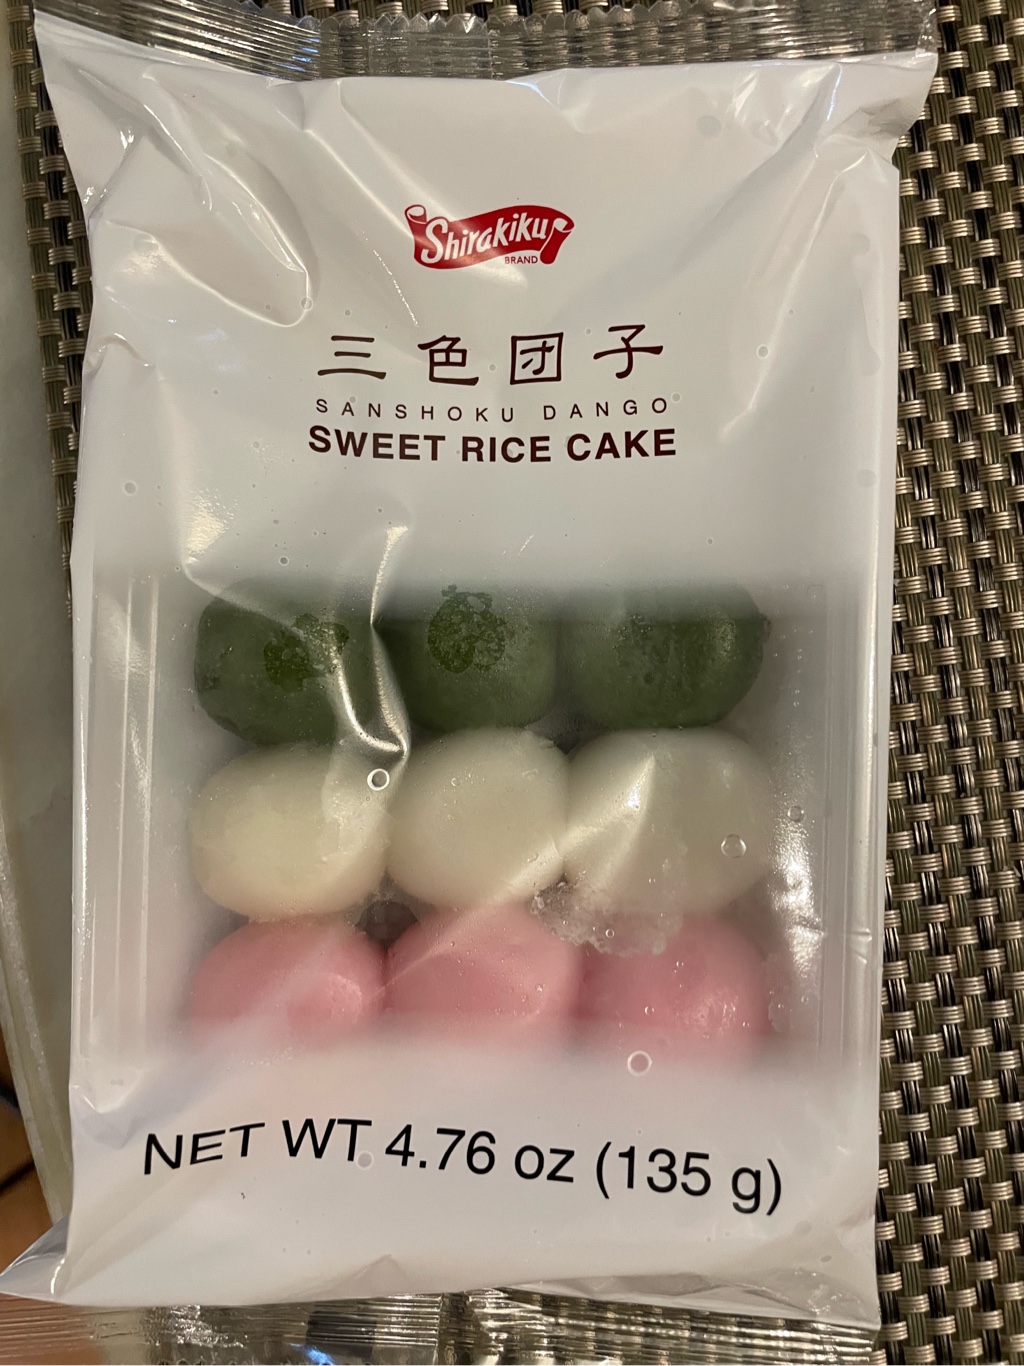 Shirakiku
BRAND
三色団子
SANSHOKU DANGO
SWEET RICE CAKE
NET WT 4.76 oz (135 g)